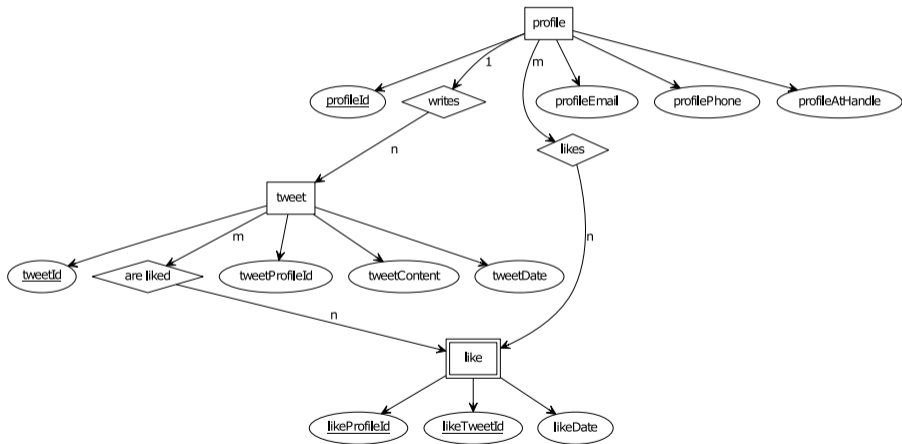 profile
1
m
profileId
writes
profileEmail
profilePhone
profileAtHandle
n
likes
tweet
m
n
tweetId
are liked
tweetProfileId
tweetContent
tweetDate
n
like
likeProfileId
likeTweetId
likeDate